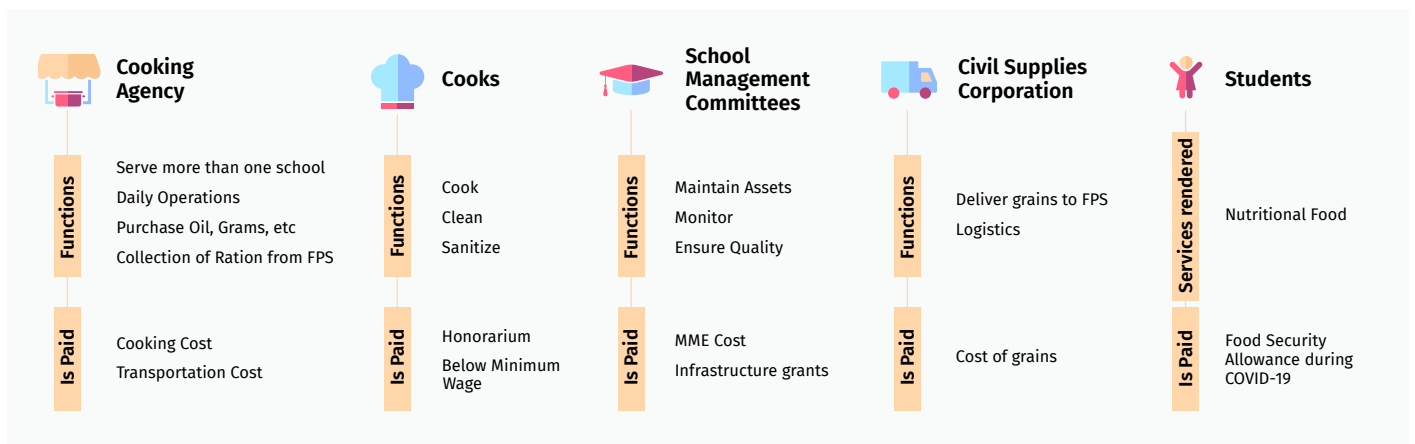 Cooking
Agency
Functions
Serve more than one school
Daily Operations
Purchase Oil, Grams, etc
Collection of Ration from FPS
Is Paid
Cooking Cost
Transportation Cost
Cooks
Functions
Cook
Clean
Sanitize
Is Paid
Honorarium
Below Minimum
Wage
School
Management
Committees
Functions
Maintain Assets
Monitor
Ensure Quality
Is Paid
MME Cost
Infrastructure grants
Civil Supplies
Corporation
Functions
Deliver grains to FPS
Logistics
Is Paid
Cost of grains
Students
Services rendered
Nutritional Food
Is Paid
Food Security
Allowance during
COVID-19